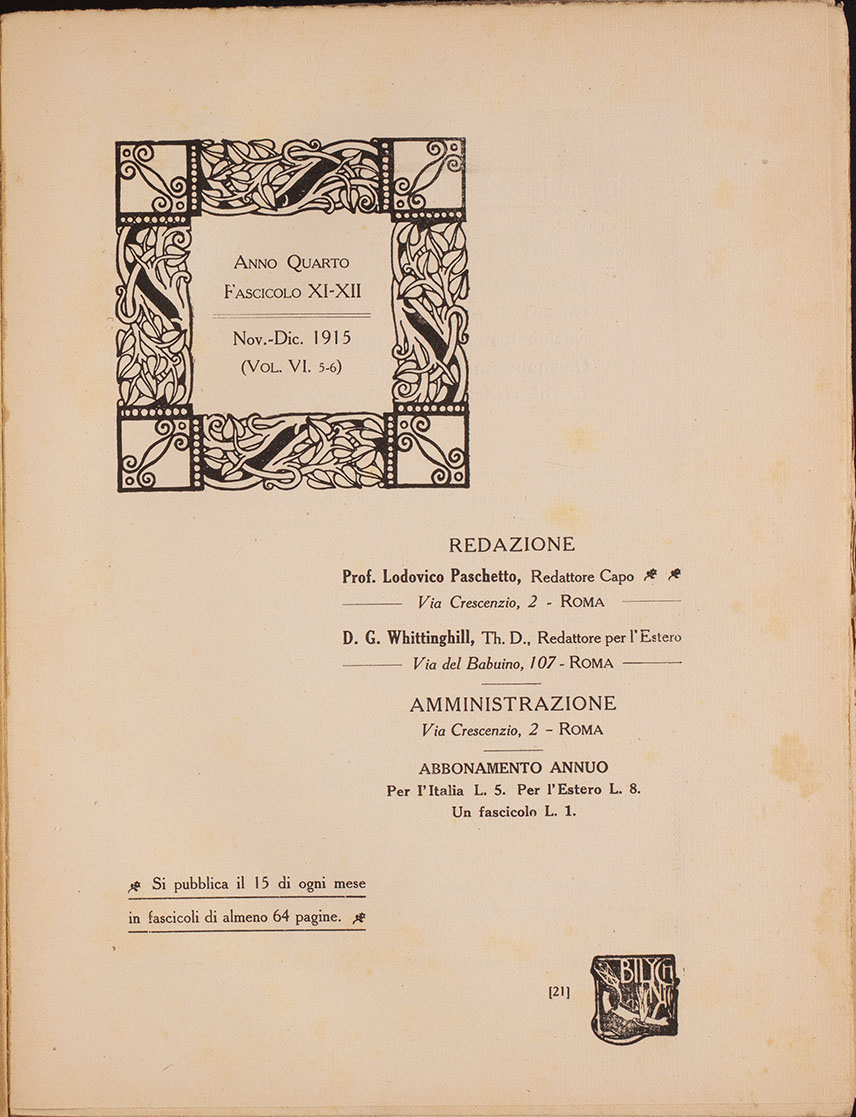 ANNO QUARTO
FASCICOLO XI-XII
Nov.-Dic. 1915
(VOL. VI. 5-6)
REDAZIONE
Prof. Lodovico Paschetto, Redattore Capo
Via Crescenzio, 2 - ROMA
D. G. Whittinghill, Th. D., Redattore per l'Estero
Via del Babuino, 107 - ROMA
AMMINISTRAZIONE
Via Crescenzio, 2 - ROMA
ABBONAMENTO ANNUO
Per l'Italia L. 5. Per l'Estero L. 8.
Un fascicolo L. 1.
Si pubblica il 15 di ogni mese
in fascicoli di almeno 64 pagine.
[21]
BILYCH
NIS